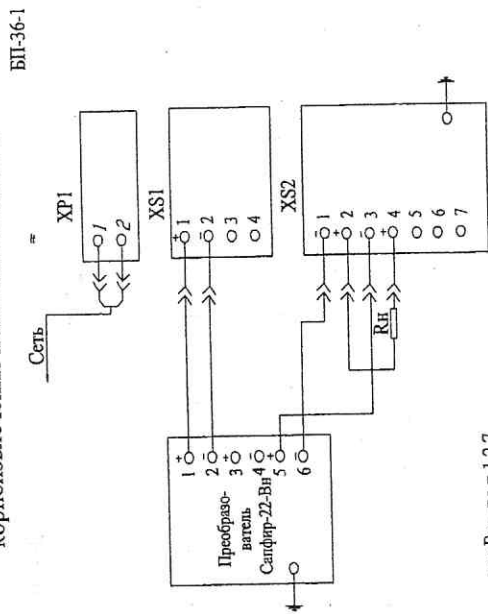 БП-36-1
Сеть
=
XP1
1
2
XS1
+ 1
- 2
3
4
XS2
- 1
+ 2
- 3
+ 4
5
6
7
Rн
Преобразо-
ватель
Сапфир-22-Вн
1 +
2 -
3 +
4 -
5 +
6 -